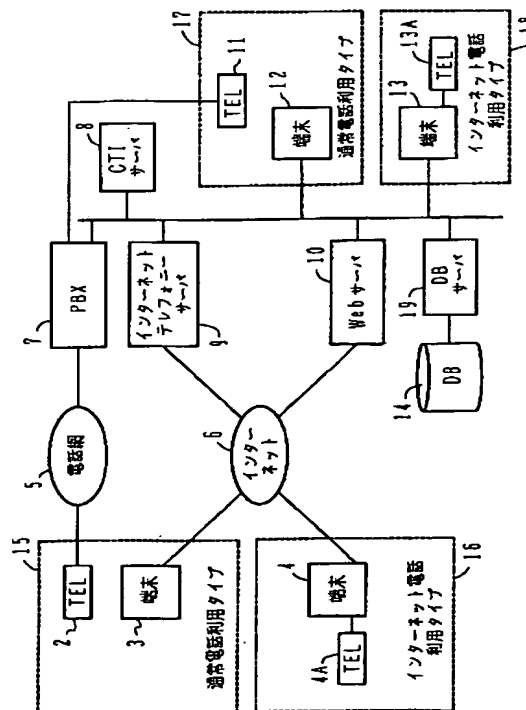 15
2
TEL
3
端末
通常電話利用タイプ
5
電話網
7
PBX
8
CTI
サーバ
17
TEL
11
12
端末
通常電話利用タイプ
6
インター
ネット
インターネット
テレフォニー
サーバ
9
4
端末
4A
TEL
インターネット電話
利用タイプ
16
10
Webサーバ
14
DB
19
DB
サーバ
13
端末
13A
TEL
インターネット電話
利用タイプ
18